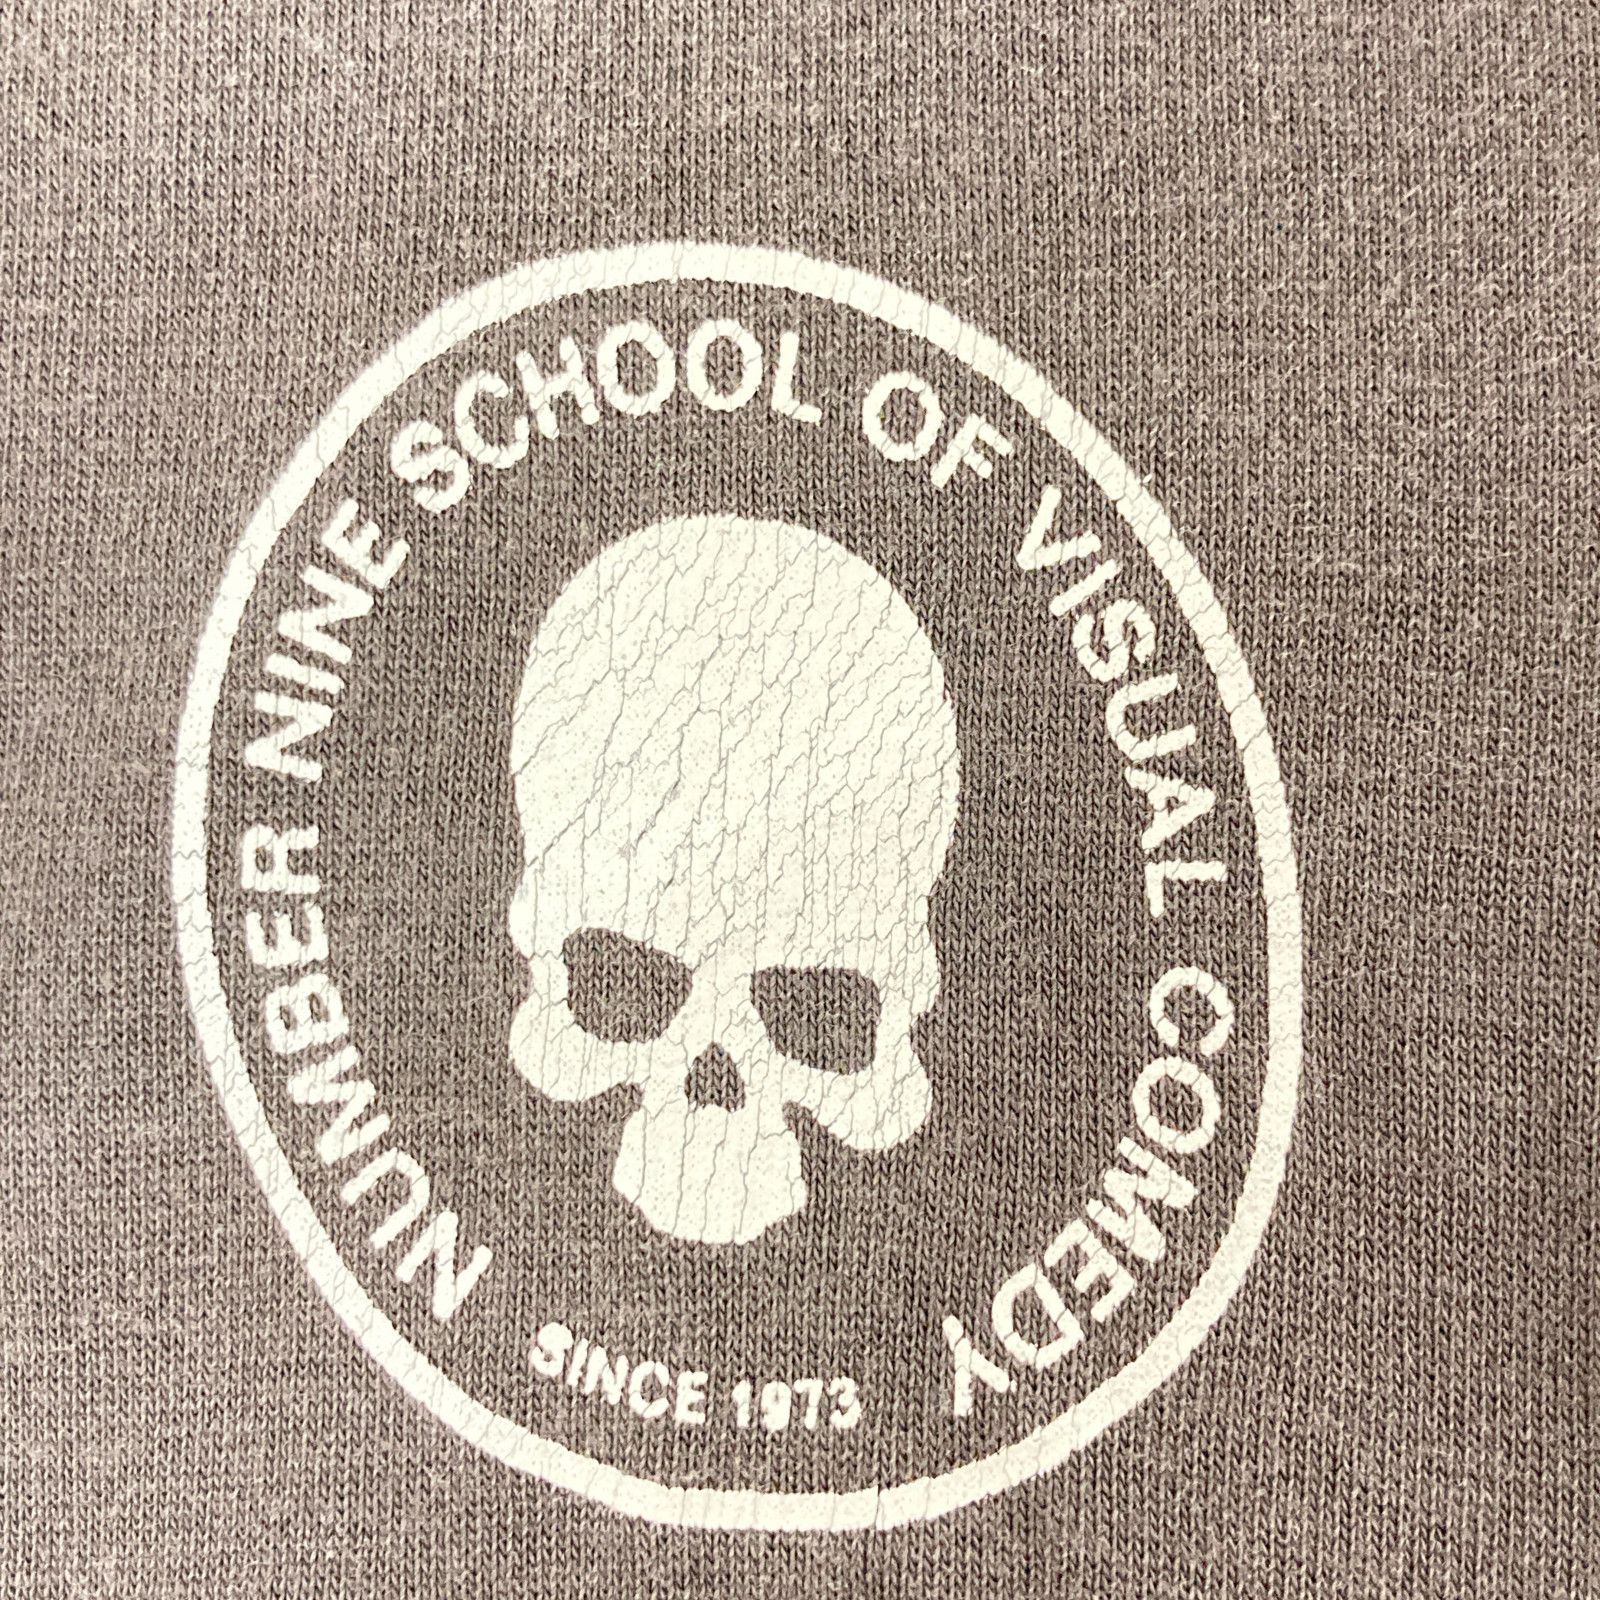 NUMBER NINE SCHOOL OF VISUAL COMEDY
SINCE 1973